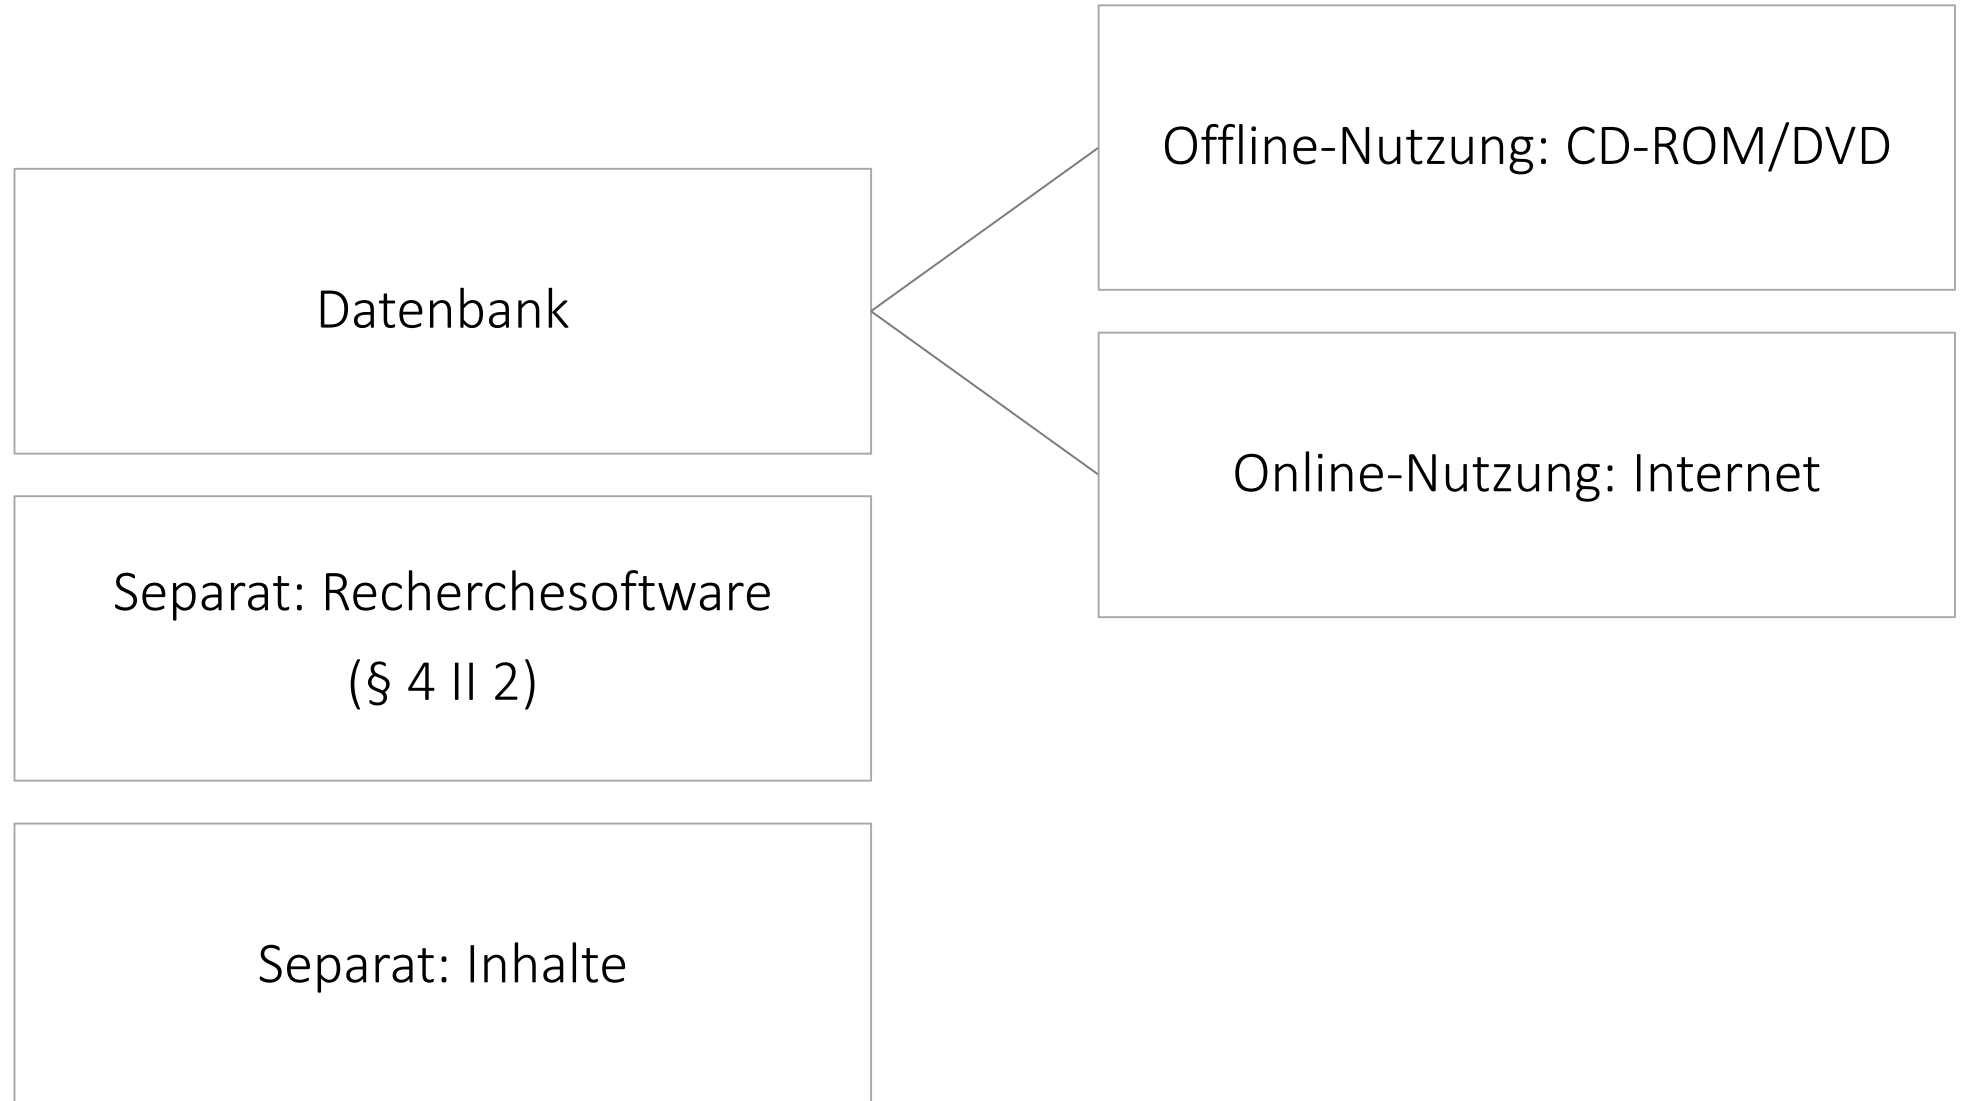 Datenbank
Offline-Nutzung: CD-ROM/DVD
Online-Nutzung: Internet
Separat: Recherchesoftware
(§ 4 II 2)
Separat: Inhalte